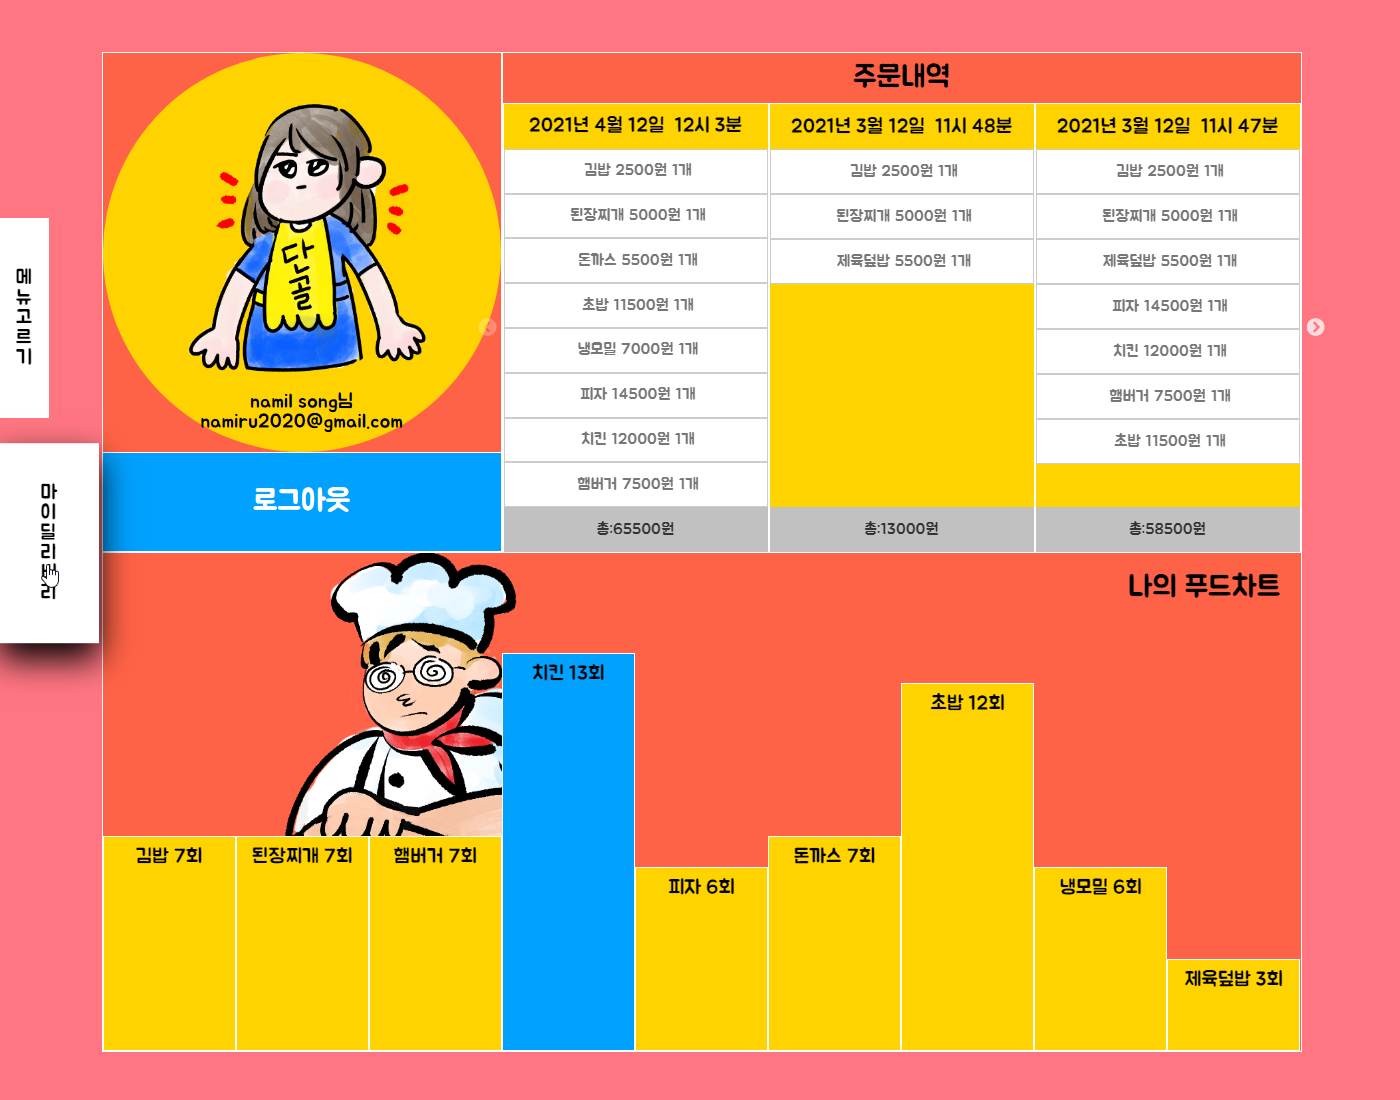 주문내역
2021년 4월 12일 12시 3분
김밥 2500원 1개
된장찌개 5000원 1개
돈까스 5500원 1개
초밥 11500원 1개
냉모밀 7000원 1개
피자 14500원 1개
치킨 12000원 1개
햄버거 7500원 1개
총:65500원
2021년 3월 12일 11시 48분
김밥 2500원 1개
된장찌개 5000원 1개
제육덮밥 5500원 1개
총:13000원
2021년 3월 12일 11시 47분
김밥 2500원 1개
된장찌개 5000원 1개
제육덮밥 5500원 1개
피자 14500원 1개
치킨 12000원 1개
햄버거 7500원 1개
초밥 11500원 1개
총:58500원
단골
namil song님
namiru2020@gmail.com
로그아웃
메뉴고르기
나의 푸드차트
김밥 7회
된장찌개 7회
햄버거 7회
치킨 13회
피자 6회
돈까스 7회
초밥 12회
냉모밀 6회
제육덮밥 3회